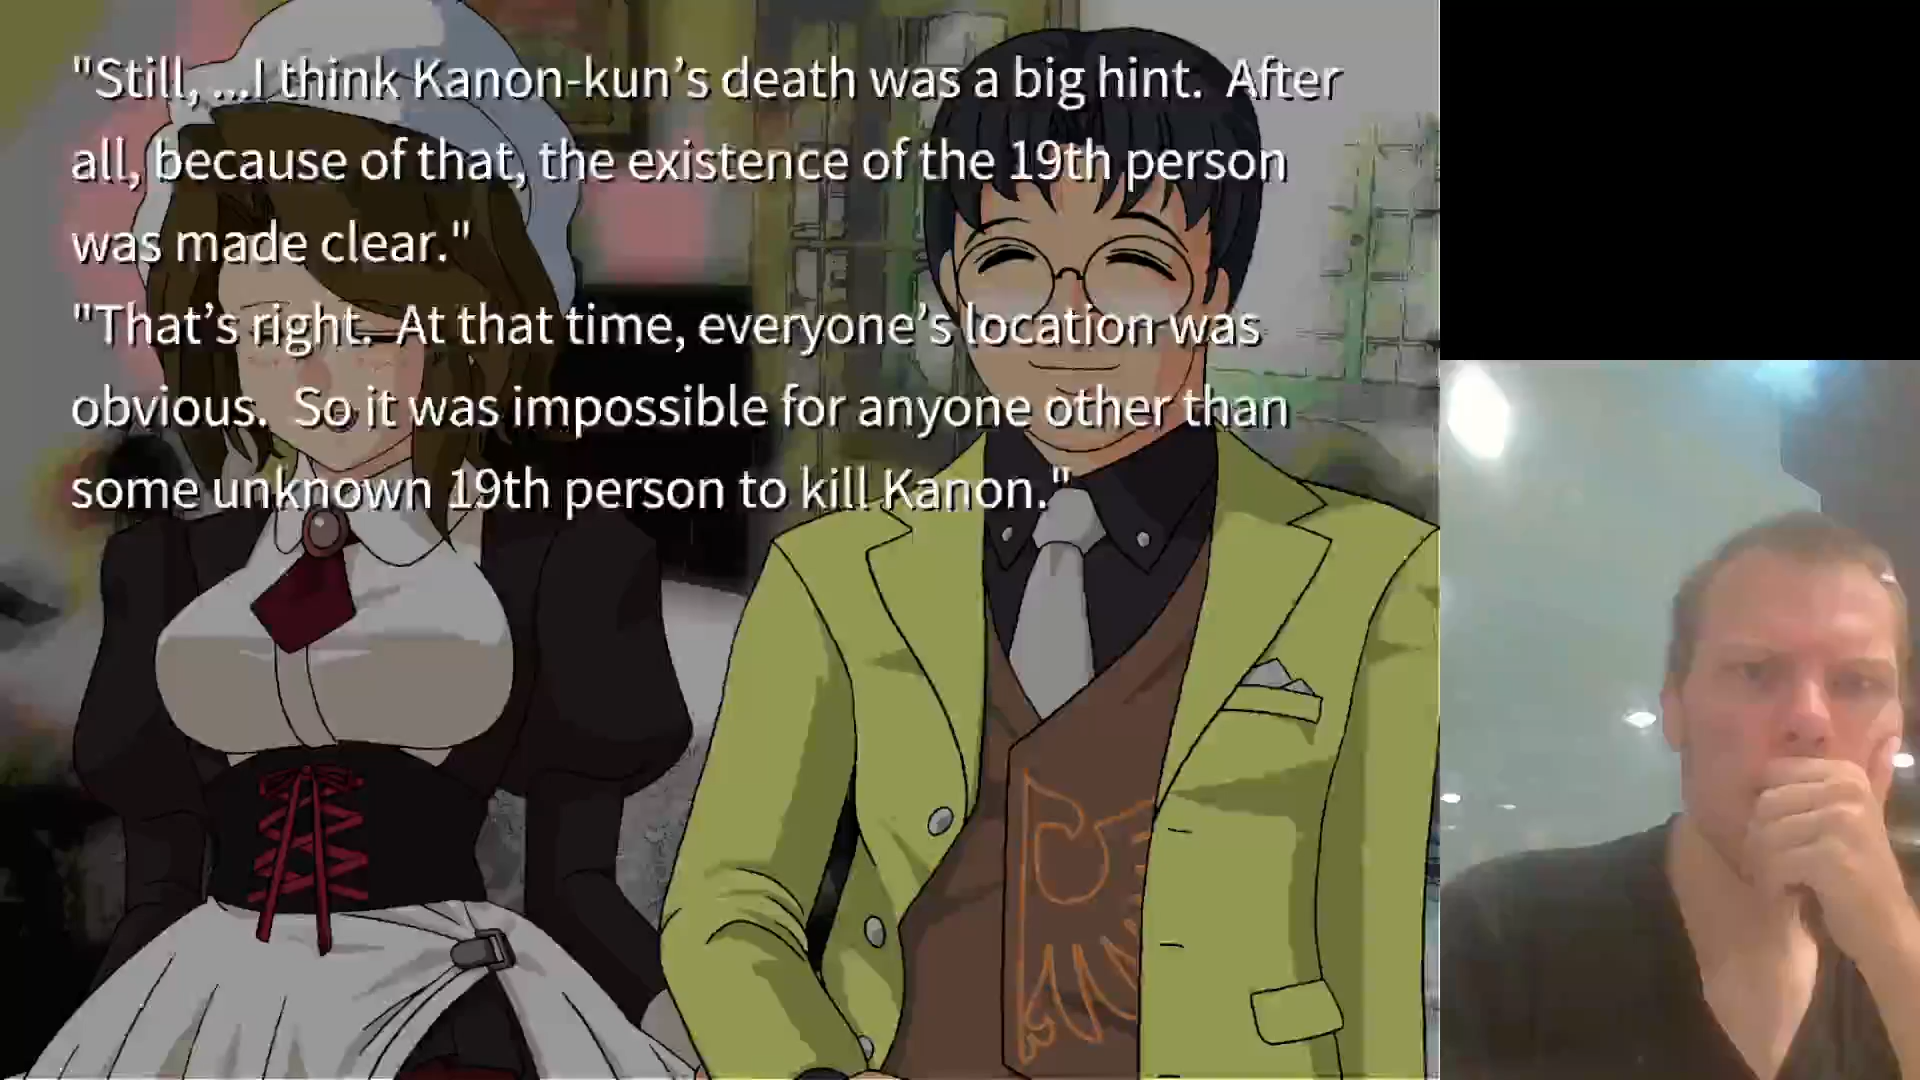 "Still, ...I think Kanon-kun’s death was a big hint.  After
all, because of that, the existence of the 19th person
was made clear."
"That’s right.  At that time, everyone’s location was
obvious.  So it was impossible for anyone other than
some unknown 19th person to kill Kanon."